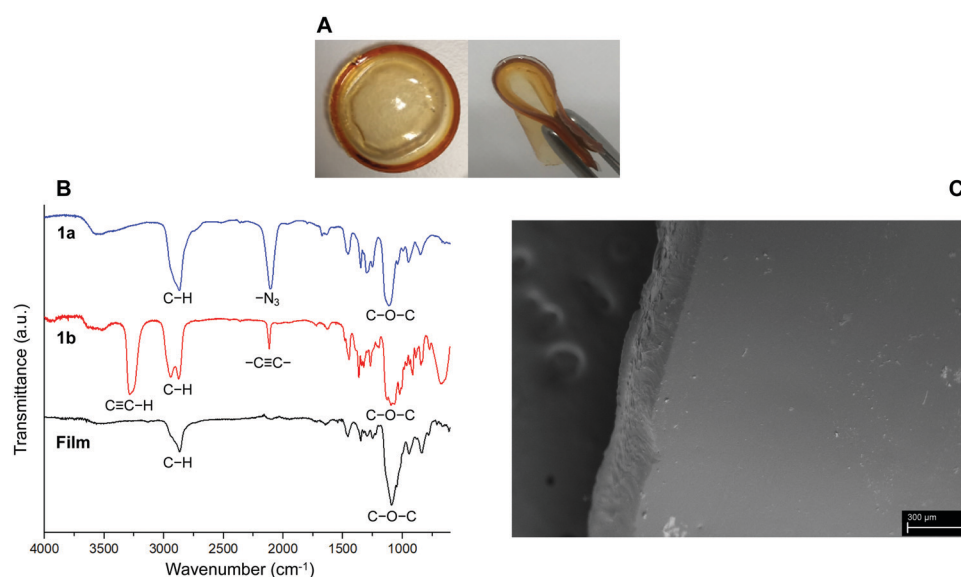 A
B
C
1a
C−H
−N₃
C−O−C
1b
C≡C−H
C−H
−C≡C−
C−O−C
Film
C−H
C−O−C
Transmittance (a.u.)
4000 3500 3000 2500 2000 1500 1000
Wavenumber (cm⁻¹)
300 µm